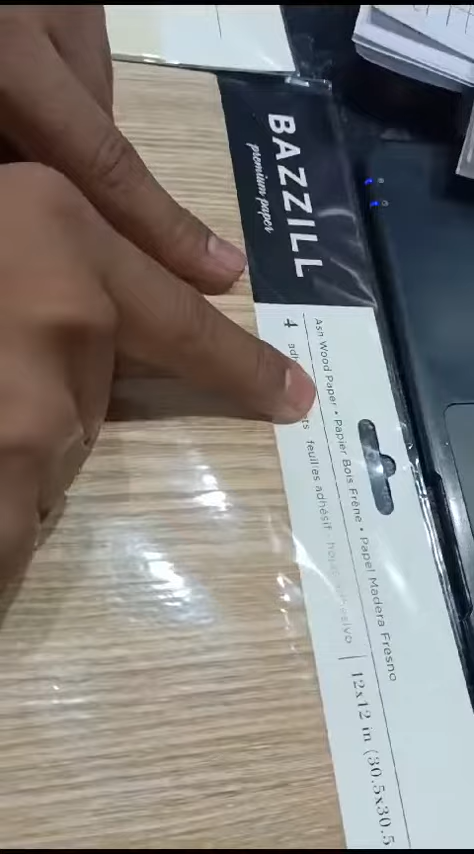 BAZZILL
premium paper
Ash Wood Paper • Papier Bois Frêne • Papel Madera Fresno
4 feuilles adhésif 12x12 in (30.5x30.5